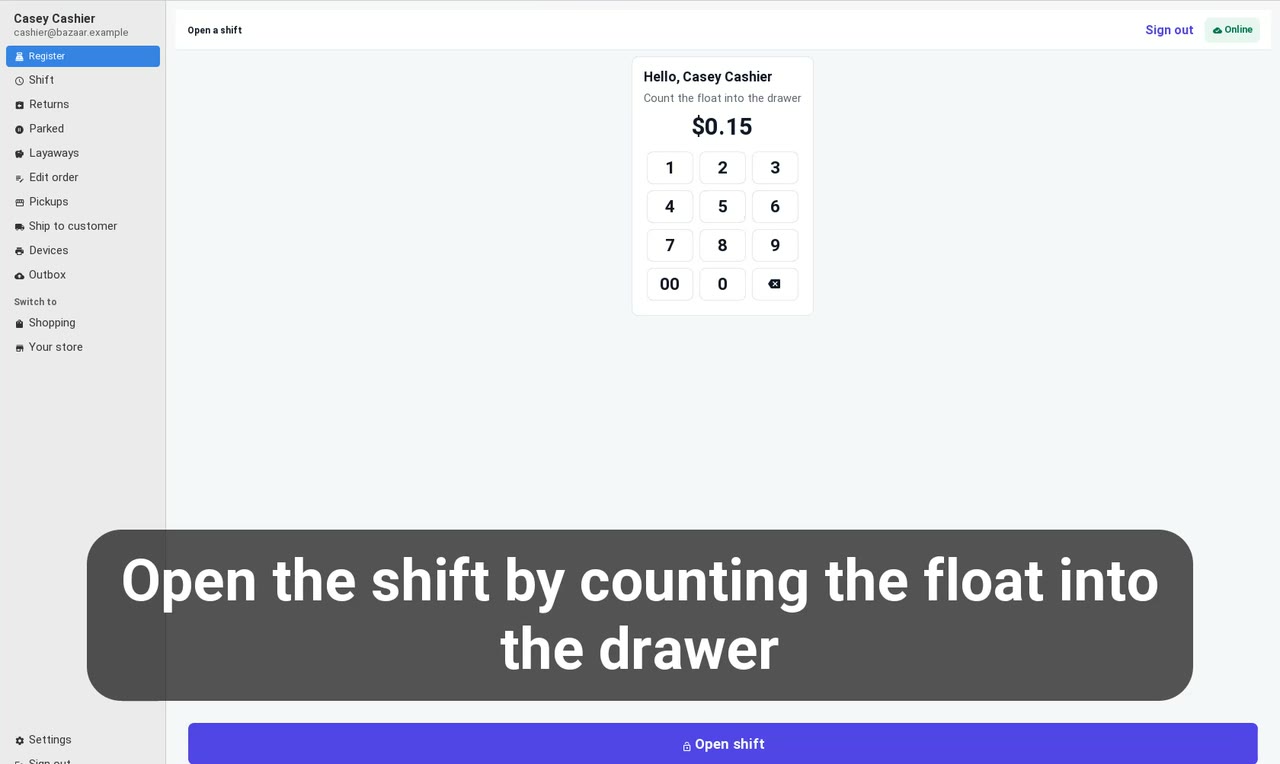 Casey Cashier
cashier@bazaar.example
Register
Shift
Returns
Parked
Layaways
Edit order
Pickups
Ship to customer
Devices
Outbox
Switch to
Shopping
Your store
Settings
Sign out
Open a shift
Sign out
Online
Hello, Casey Cashier
Count the float into the drawer
$0.15
1 2 3
4 5 6
7 8 9
00 0
Open the shift by counting the float into
the drawer
Open shift